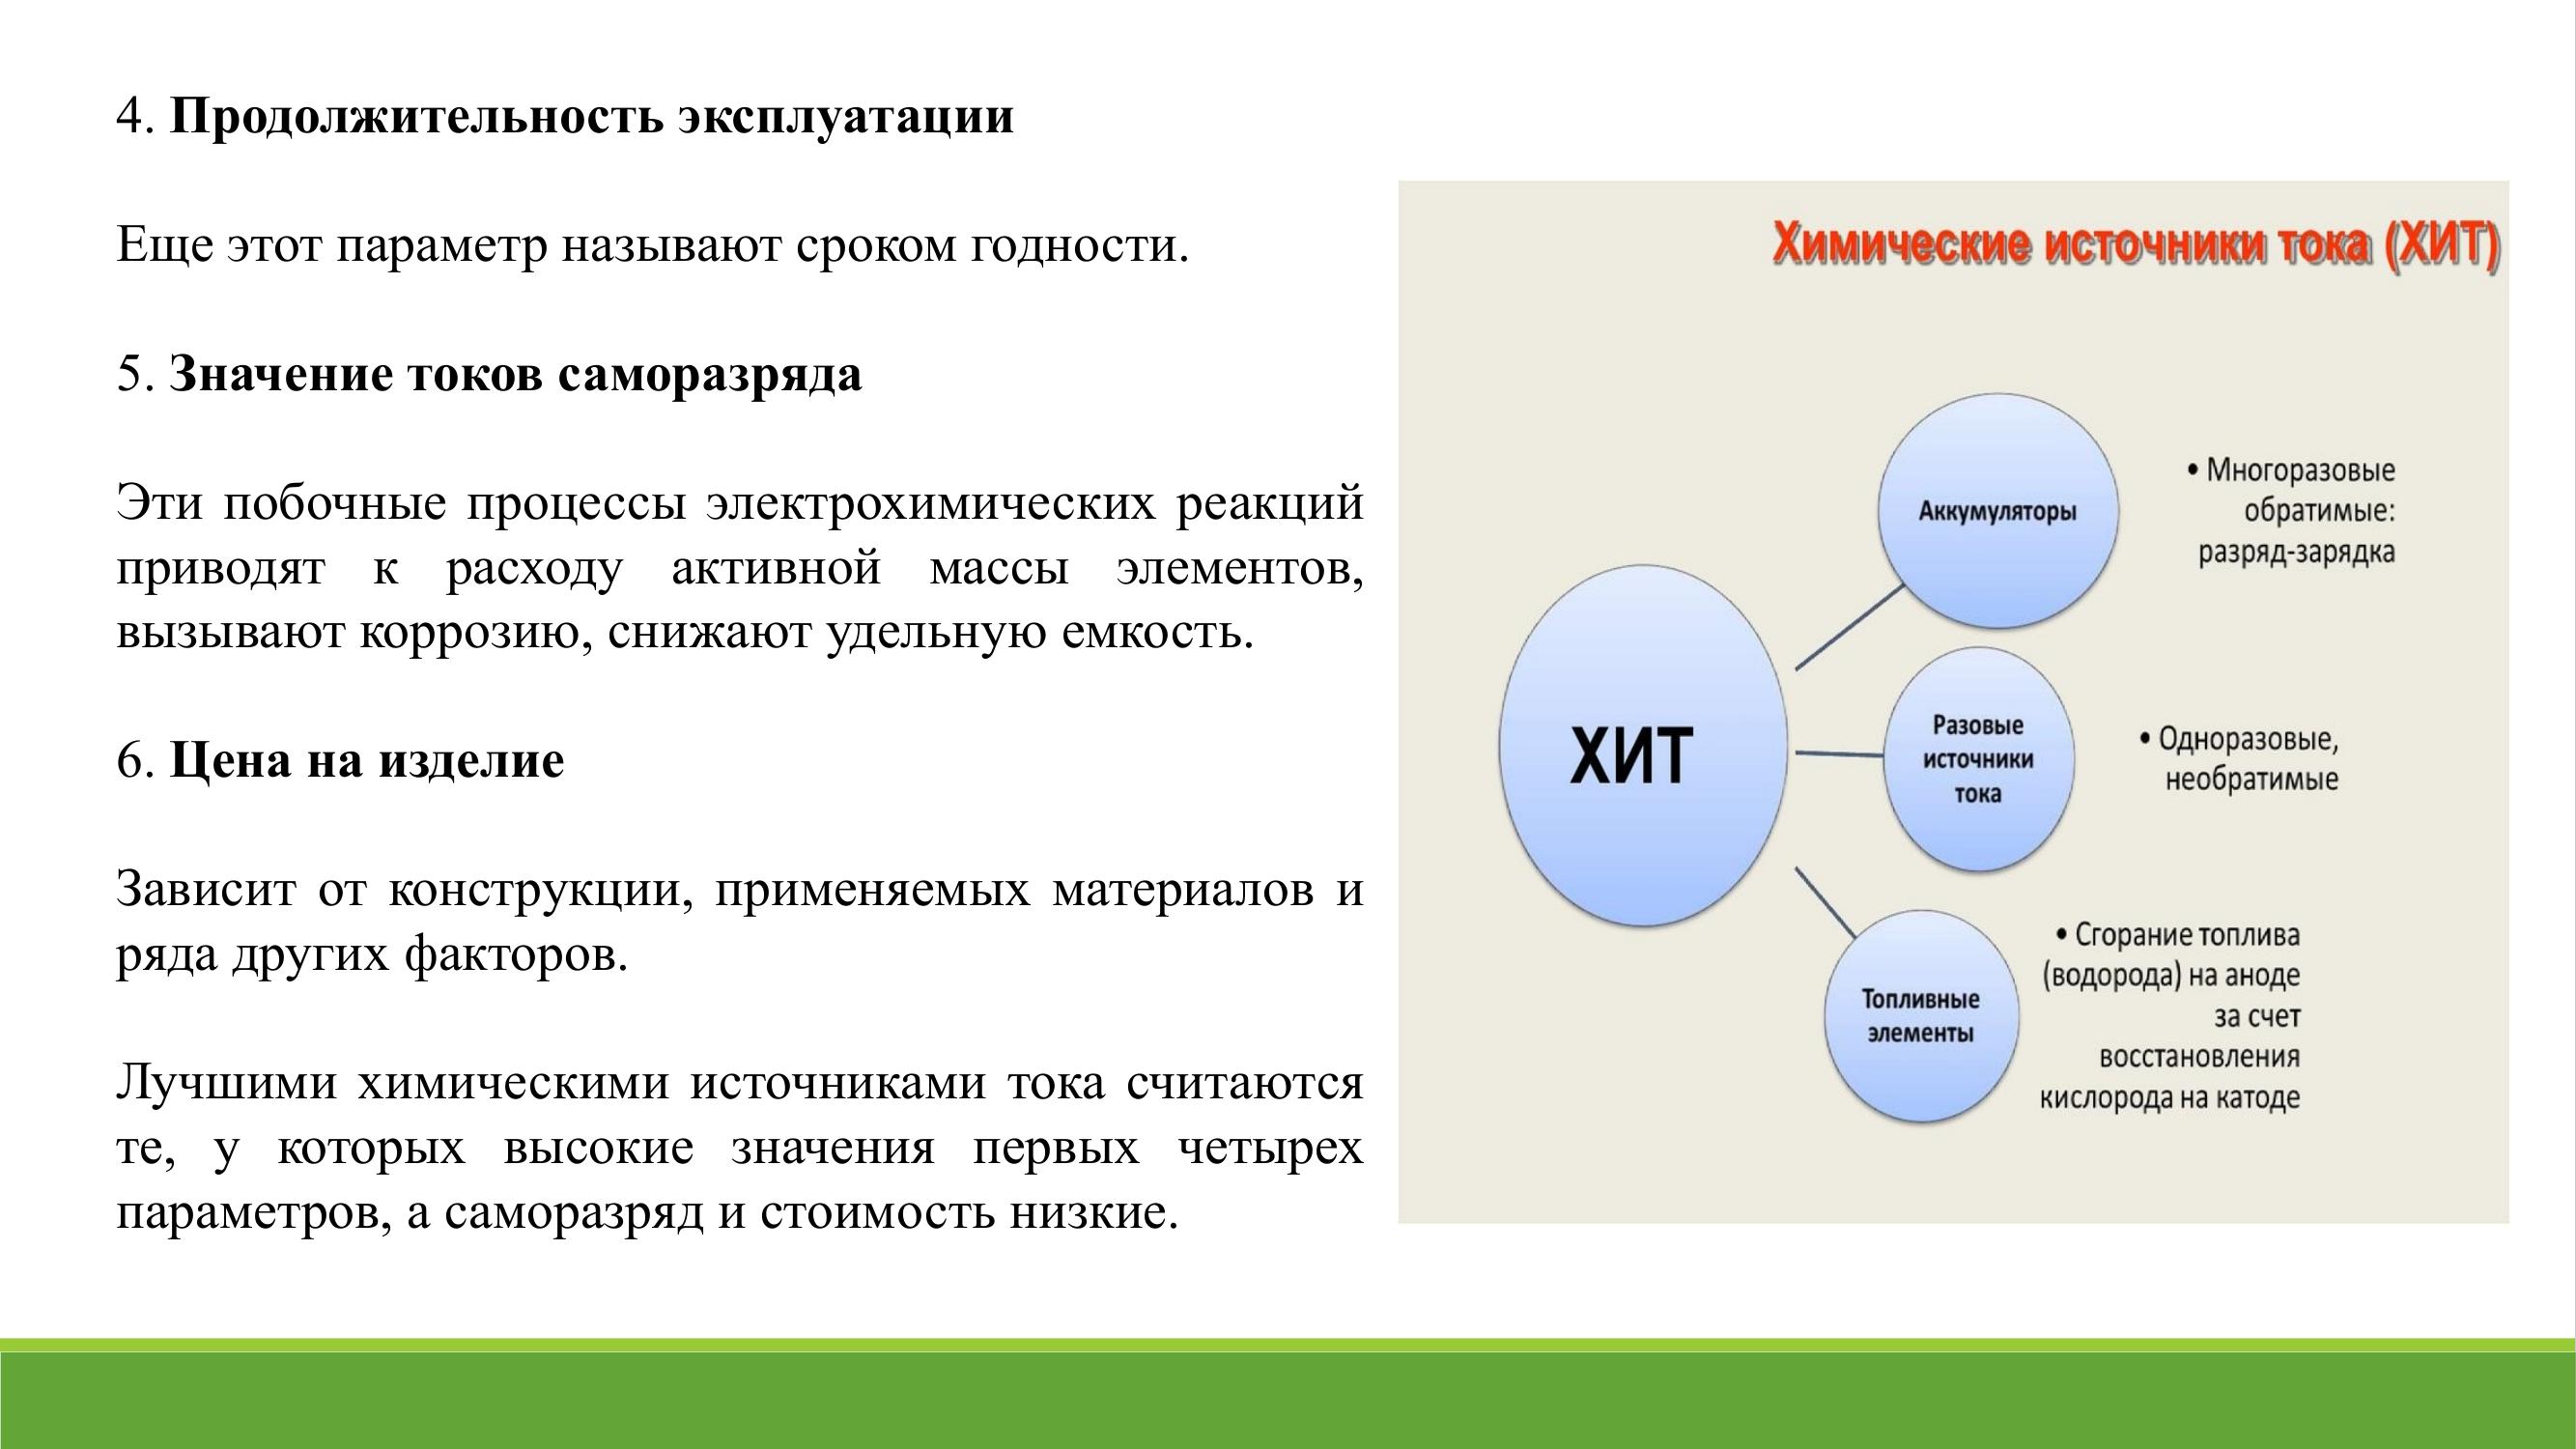 4. Продолжительность эксплуатации
Еще этот параметр называют сроком годности.
5. Значение токов саморазряда
Эти побочные процессы электрохимических реакций
приводят к расходу активной массы элементов,
вызывают коррозию, снижают удельную емкость.
6. Цена на изделие
Зависит от конструкции, применяемых материалов и
ряда других факторов.
Лучшими химическими источниками тока считаются
те, у которых высокие значения первых четырех
параметров, а саморазряд и стоимость низкие.
Химические источники тока (ХИТ)
ХИТ
Аккумуляторы
• Многоразовые
обратимые:
разряд-зарядка
Разовые
источники
тока
• Одноразовые,
необратимые
Топливные
элементы
• Сгорание топлива
(водорода) на аноде
за счет
восстановления
кислорода на катоде